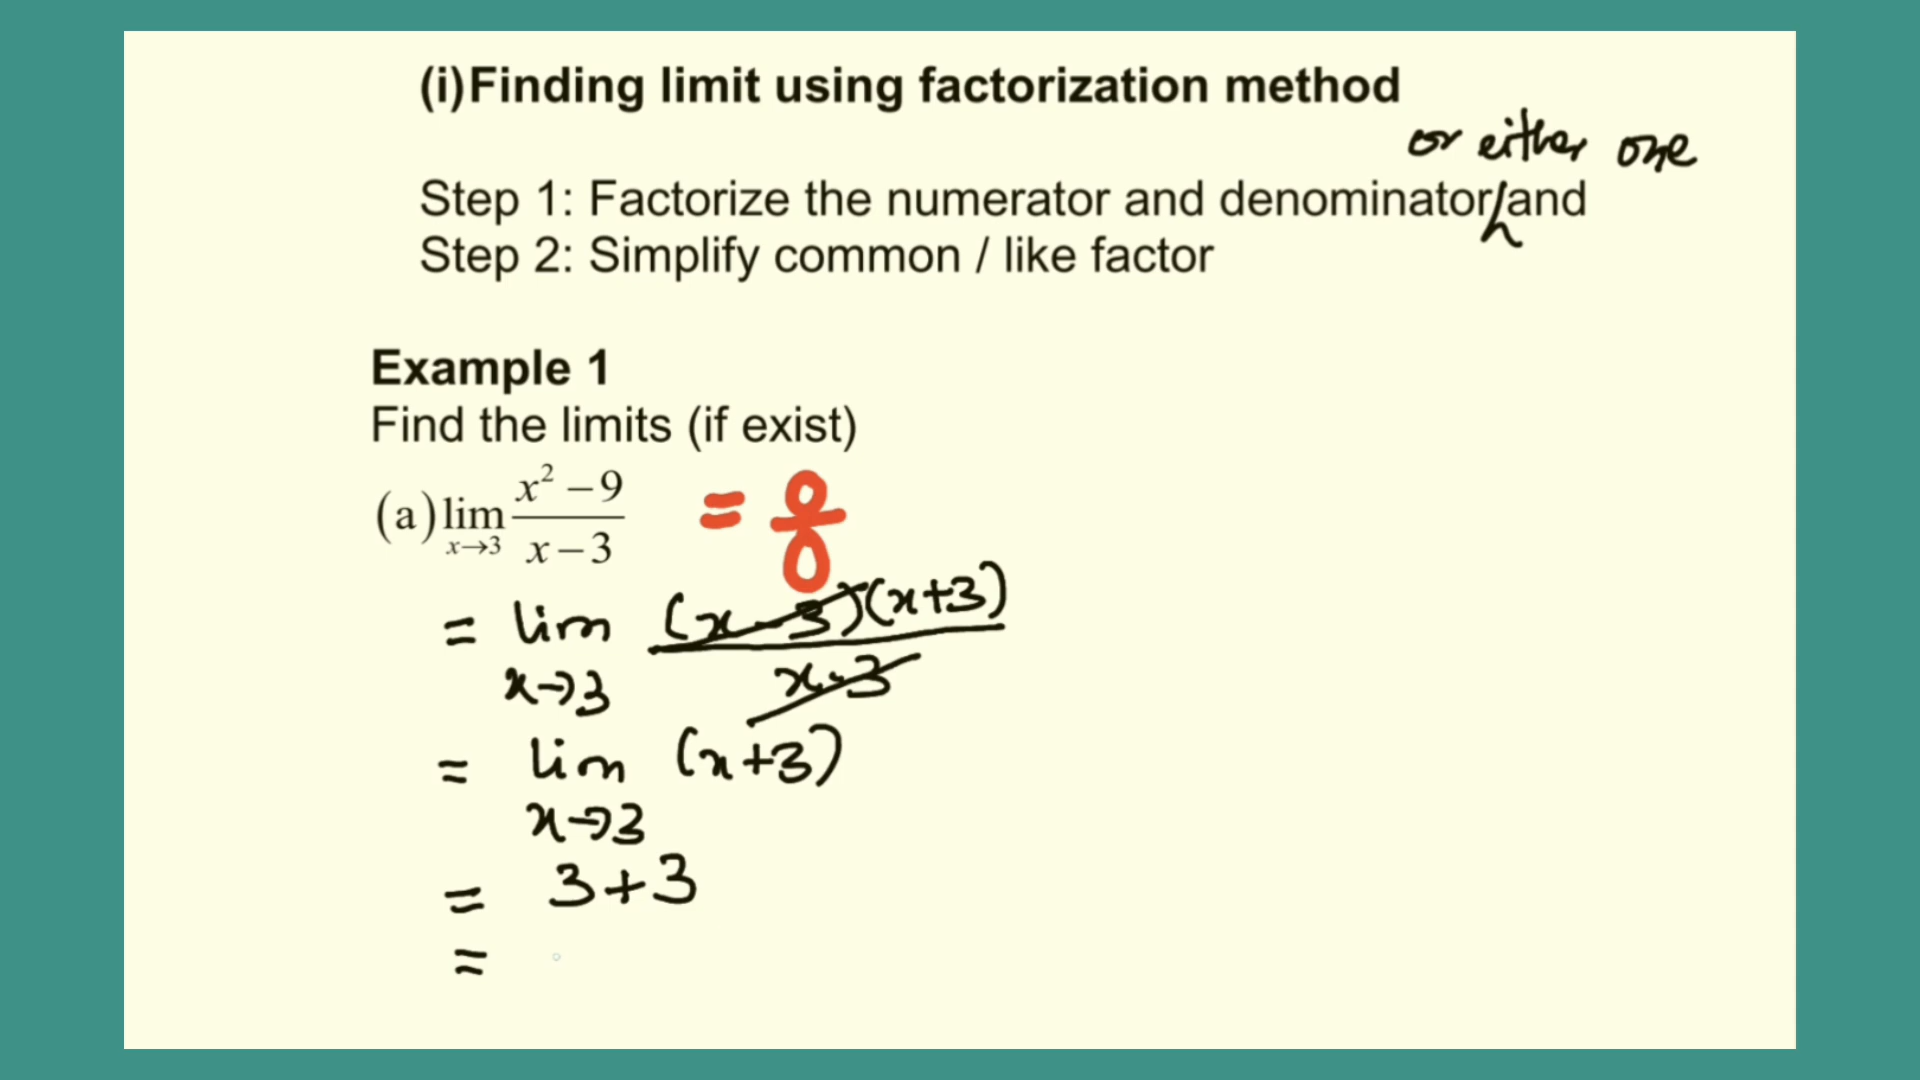 (i) Finding limit using factorization method
or either one
Step 1: Factorize the numerator and denominator/and
Step 2: Simplify common / like factor
Example 1
Find the limits (if exist)
(a) lim x→3 (x² − 9)/(x − 3) = 0/0
= lim x→3 (x-3)(x+3)/(x-3)
= lim x→3 (x+3)
= 3+3
=